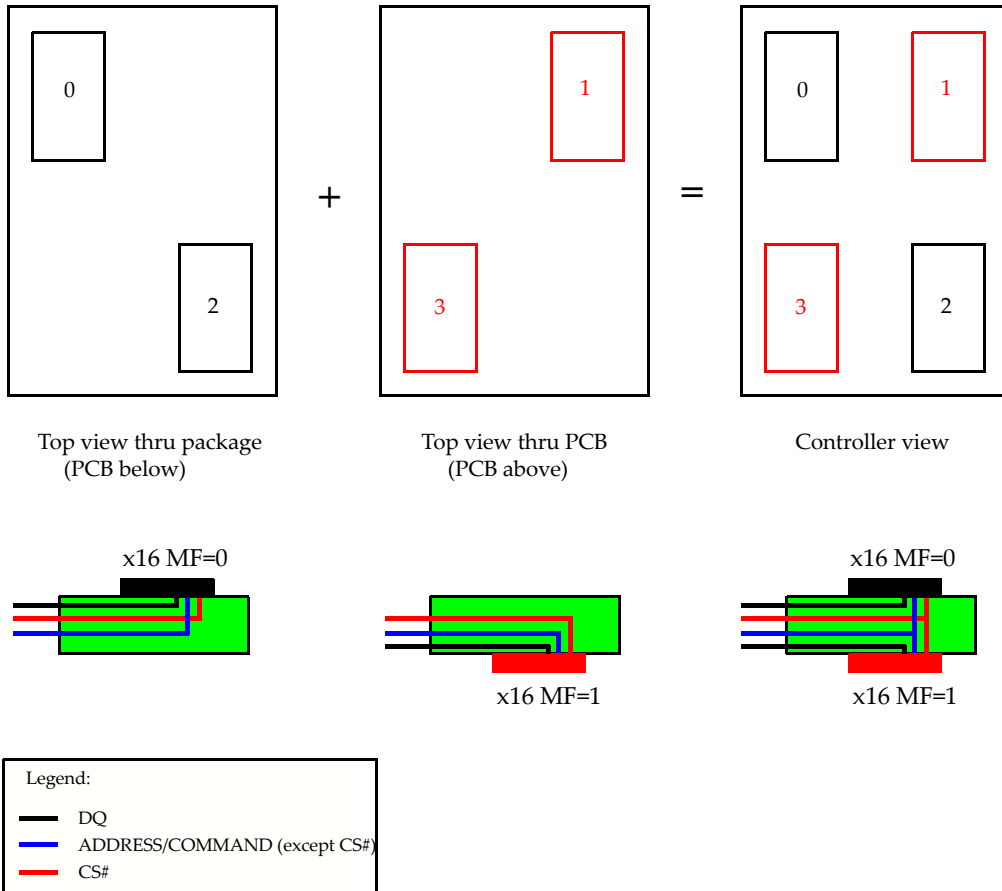 0
1
0
1
+
=
2
3
3
2
Top view thru package
(PCB below)
Top view thru PCB
(PCB above)
Controller view
x16 MF=0
x16 MF=0
x16 MF=1
x16 MF=1
Legend:
DQ
ADDRESS/COMMAND (except CS#)
CS#